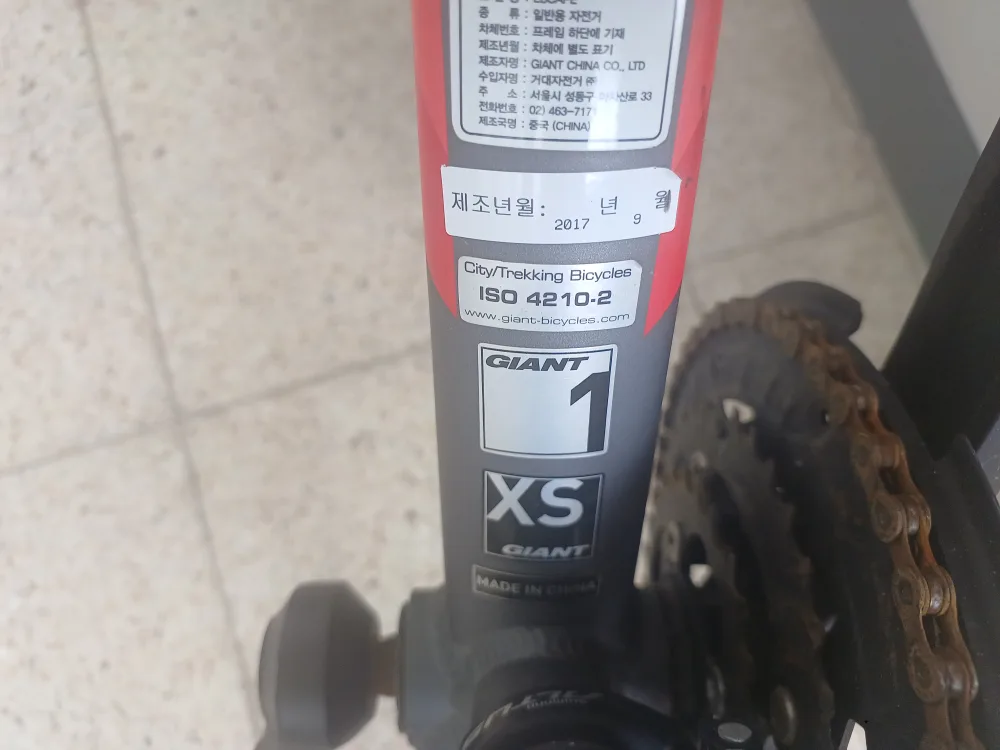 종 류 : 일반용 자전거
차체번호 : 프레임 하단에 기재
제조년월 : 차체에 별도 표기
제조자명 : GIANT CHINA CO., LTD
수입자명 : 거대자전거 ㈜
주 소 : 서울시 성동구 33
전화번호 : 02) 463-717
제조국명 : 중국 (CHINA)
제조년월: 2017 년 9 월
City/Trekking Bicycles
ISO 4210-2
www.giant-bicycles.com
GIANT
1
XS
GIANT
MADE IN CHINA